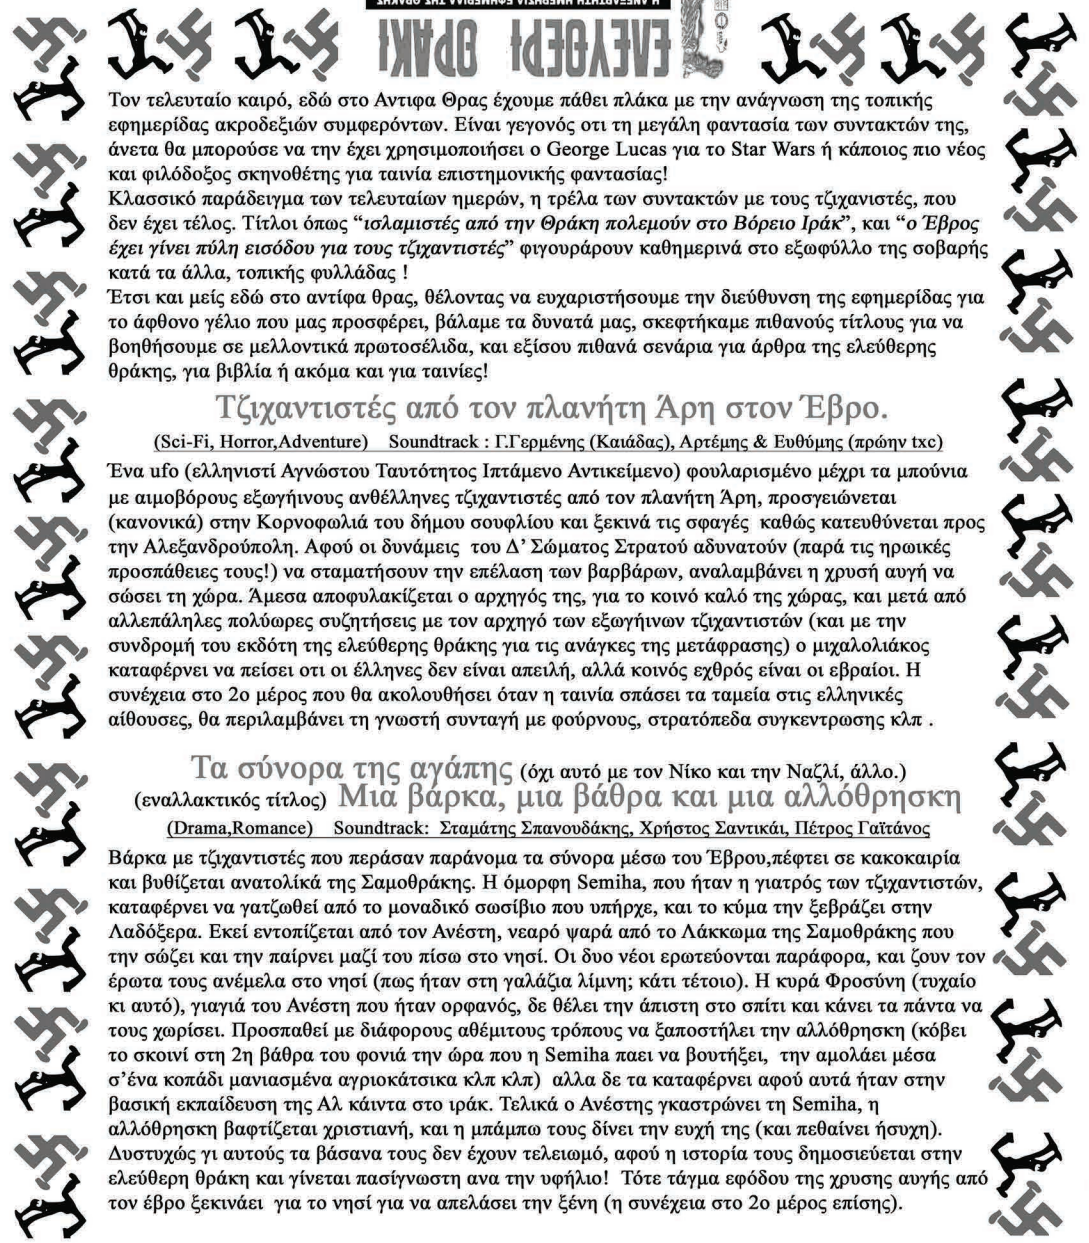 Η ΑΝΕΞΑΡΤΗΤΗ ΗΜΕΡΗΣΙΑ ΕΦΗΜΕΡΙΔΑ ΤΗΣ ΘΡΑΚΗΣ
ΕΛΕΥΘΕΡΙ ΘΡΑΚΙ
Τον τελευταίο καιρό, εδώ στο Αντιφα Θρας έχουμε πάθει πλάκα με την ανάγνωση της τοπικής
εφημερίδας ακροδεξιών συμφερόντων. Είναι γεγονός οτι τη μεγάλη φαντασία των συντακτών της,
άνετα θα μπορούσε να την έχει χρησιμοποιήσει ο George Lucas για το Star Wars ή κάποιος πιο νέος
και φιλόδοξος σκηνοθέτης για ταινία επιστημονικής φαντασίας!
Κλασσικό παράδειγμα των τελευταίων ημερών, η τρέλα των συντακτών με τους τζιχανιστές, που
δεν έχει τέλος. Τίτλοι όπως “ισλαμιστές από την Θράκη πολεμούν στο Βόρειο Ιράκ”, και “ο Έβρος
έχει γίνει πύλη εισόδου για τους τζιχαντιστές” φιγουράρουν καθημερινά στο εξωφύλλο της σοβαρής
κατά τα άλλα, τοπικής φυλλάδας !
Έτσι και μείς εδώ στο αντίφα θρας, θέλοντας να ευχαριστήσουμε την διεύθυνση της εφημερίδας για
το άφθονο γέλιο που μας προσφέρει, βάλαμε τα δυνατά μας, σκεφτήκαμε πιθανούς τίτλους για να
βοηθήσουμε σε μελλοντικά πρωτοσέλιδα, και εξίσου πιθανά σενάρια για άρθρα της ελεύθερης
θράκης, για βιβλία ή ακόμα και για ταινίες!
Τζιχαντιστές από τον πλανήτη Άρη στον Έβρο.
(Sci-Fi, Horror,Adventure) Soundtrack : Γ.Γερμένης (Καιάδας), Αρτέμης & Ευθύμης (πρώην txc)
Ένα ufo (ελληνιστί Αγνώστου Ταυτότητος Ιπτάμενο Αντικείμενο) φουλαρισμένο μέχρι τα μπούνια
με αιμοβόρους εξωγήινους ανθέλληνες τζιχαντιστές από τον πλανήτη Άρη, προσγειώνεται
(κανονικά) στην Κορνοφωλιά του δήμου σουφλίου και ξεκινά τις σφαγές καθώς κατευθύνεται προς
την Αλεξανδρούπολη. Αφού οι δυνάμεις του Δ’ Σώματος Στρατού αδυνατούν (παρά τις ηρωικές
προσπάθειες τους!) να σταματήσουν την επέλαση των βαρβάρων, αναλαμβάνει η χρυσή αυγή να
σώσει τη χώρα. Άμεσα αποφυλακίζεται ο αρχηγός της, για το κοινό καλό της χώρας, και μετά από
αλλεπάληλες πολύωρες συζητήσεις με τον αρχηγό των εξωγήινων τζιχαντιστών (και με την
συνδρομή του εκδότη της ελεύθερης θράκης για τις ανάγκες της μετάφρασης) ο μιχαλολιάκος
καταφέρνει να πείσει οτι οι έλληνες δεν είναι απειλή, αλλά κοινός εχθρός είναι οι εβραίοι. Η
συνέχεια στο 2ο μέρος που θα ακολουθήσει όταν η ταινία σπάσει τα ταμεία στις ελληνικές
αίθουσες, θα περιλαμβάνει τη γνωστή συνταγή με φούρνους, στρατόπεδα συγκεντρωσης κλπ .
Τα σύνορα της αγάπης (όχι αυτό με τον Νίκο και την Ναζλί, άλλο.)
(εναλλακτικός τίτλος) Μια βάρκα, μια βάθρα και μια αλλόθρησκη
(Drama,Romance) Soundtrack: Σταμάτης Σπανουδάκης, Χρήστος Σαντικάι, Πέτρος Γαϊτάνος
Βάρκα με τζιχαντιστές που περάσαν παράνομα τα σύνορα μέσω του Έβρου,πέφτει σε κακοκαιρία
και βυθίζεται ανατολίκά της Σαμοθράκης. Η όμορφη Semiha, που ήταν η γιατρός των τζιχαντιστών,
καταφέρνει να γατζωθεί από το μοναδικό σωσίβιο που υπήρχε, και το κύμα την ξεβράζει στην
Λαδόξερα. Εκεί εντοπίζεται από τον Ανέστη, νεαρό ψαρά από το Λάκκωμα της Σαμοθράκης που
την σώζει και την παίρνει μαζί του πίσω στο νησί. Οι δυο νέοι ερωτεύονται παράφορα, και ζουν τον
έρωτα τους ανέμελα στο νησί (πως ήταν στη γαλάζια λίμνη; κάτι τέτοιο). Η κυρά Φροσύνη (τυχαίο
κι αυτό), γιαγιά του Ανέστη που ήταν ορφανός, δε θέλει την άπιστη στο σπίτι και κάνει τα πάντα να
τους χωρίσει. Προσπαθεί με διάφορους αθέμιτους τρόπους να ξαποστήλει την αλλόθρησκη (κόβει
το σκοινί στη 2η βάθρα του φονιά την ώρα που η Semiha παει να βουτήξει, την αμολάει μέσα
σ’ένα κοπάδι μανιασμένα αγριοκάτσικα κλπ κλπ) αλλα δε τα καταφέρνει αφού αυτά ήταν στην
βασική εκπαίδευση της Αλ κάιντα στο ιράκ. Τελικά ο Ανέστης γκαστρώνει τη Semiha, η
αλλόθρησκη βαφτίζεται χριστιανή, και η μπάμπω τους δίνει την ευχή της (και πεθαίνει ήσυχη).
Δυστυχώς γι αυτούς τα βάσανα τους δεν έχουν τελειωμό, αφού η ιστορία τους δημοσιεύεται στην
ελεύθερη θράκη και γίνεται πασίγνωστη ανα την υφήλιο! Τότε τάγμα εφόδου της χρυσης αυγής από
τον έβρο ξεκινάει για το νησί για να απελάσει την ξένη (η συνέχεια στο 2ο μέρος επίσης).